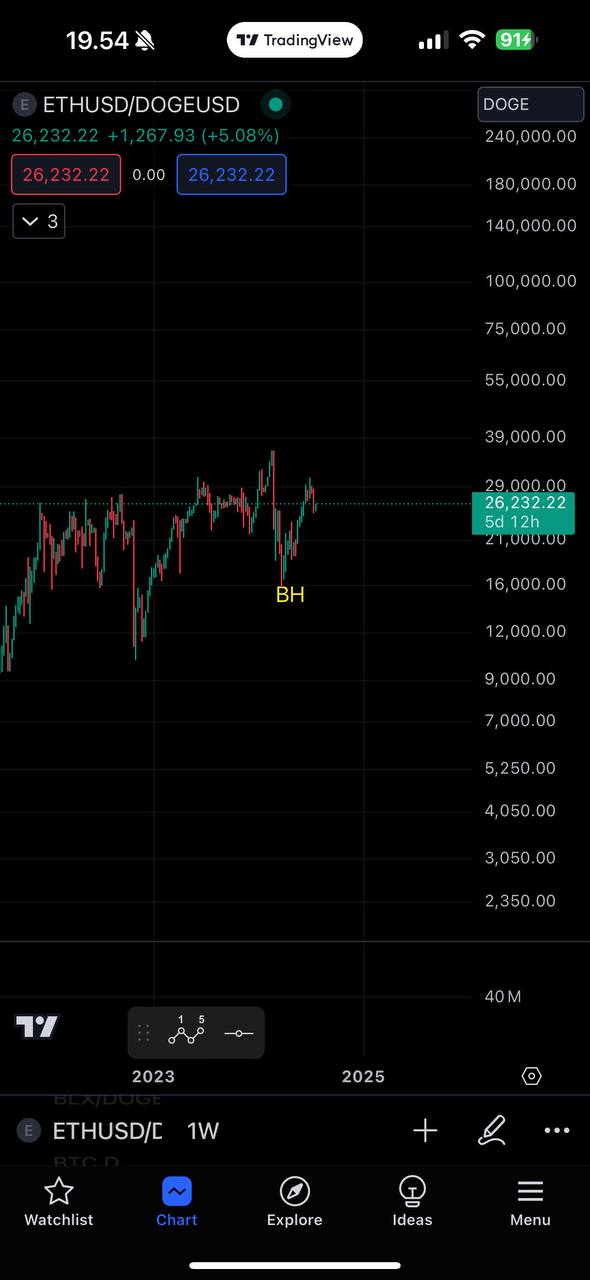 19.54
TradingView
91
E ETHUSD/DOGEUSD
DOGE
26,232.22 +1,267.93 (+5.08%)
26,232.22 0.00 26,232.22
3
240,000.00
180,000.00
140,000.00
100,000.00
75,000.00
55,000.00
39,000.00
29,000.00
26,232.22
5d 12h
21,000.00
16,000.00
BH
12,000.00
9,000.00
7,000.00
5,250.00
4,050.00
3,050.00
2,350.00
40 M
1 5
2023 2025
BLX/DOGE
E ETHUSD/D 1W
BTC.D
Watchlist Chart Explore Ideas Menu